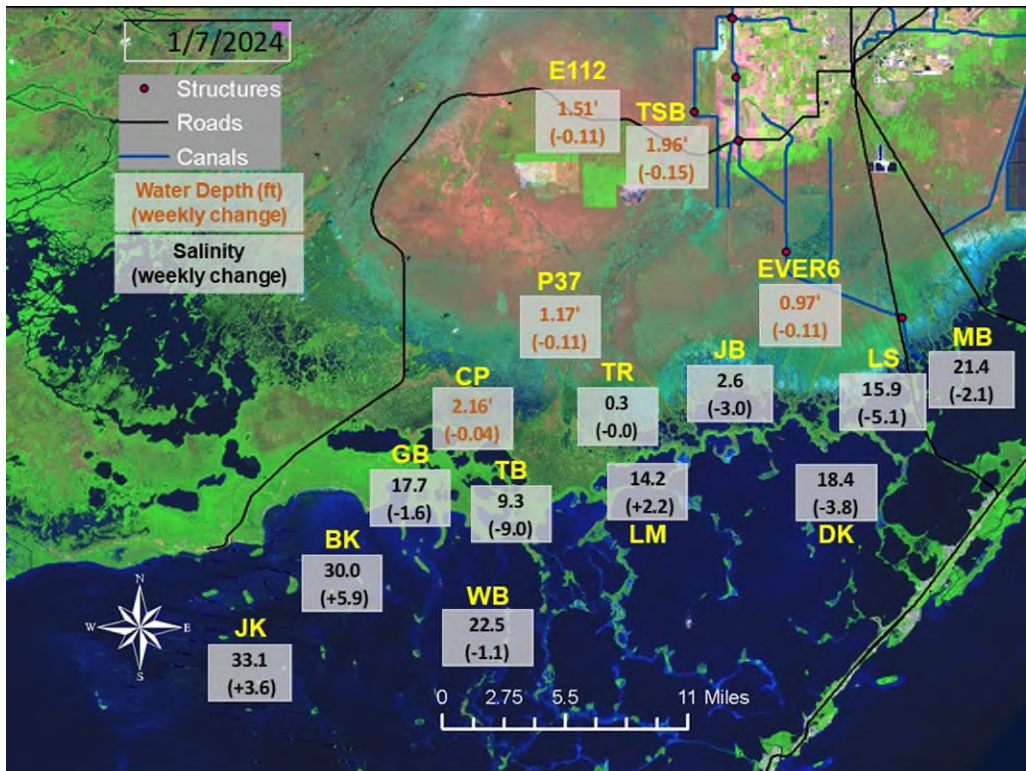 1/7/2024
Structures
Roads
Canals
Water Depth (ft)
(weekly change)
Salinity
(weekly change)
E112
1.51'
(-0.11)
TSB
1.96'
(-0.15)
P37
1.17'
(-0.11)
EVER6
0.97'
(-0.11)
CP
2.16'
(-0.04)
TR
0.3
(-0.0)
JB
2.6
(-3.0)
LS
15.9
(-5.1)
MB
21.4
(-2.1)
GB
17.7
(-1.6)
TB
9.3
(-9.0)
14.2
(+2.2)
LM
18.4
(-3.8)
DK
BK
30.0
(+5.9)
WB
22.5
(-1.1)
JK
33.1
(+3.6)
N
W E
S
0 2.75 5.5 11 Miles